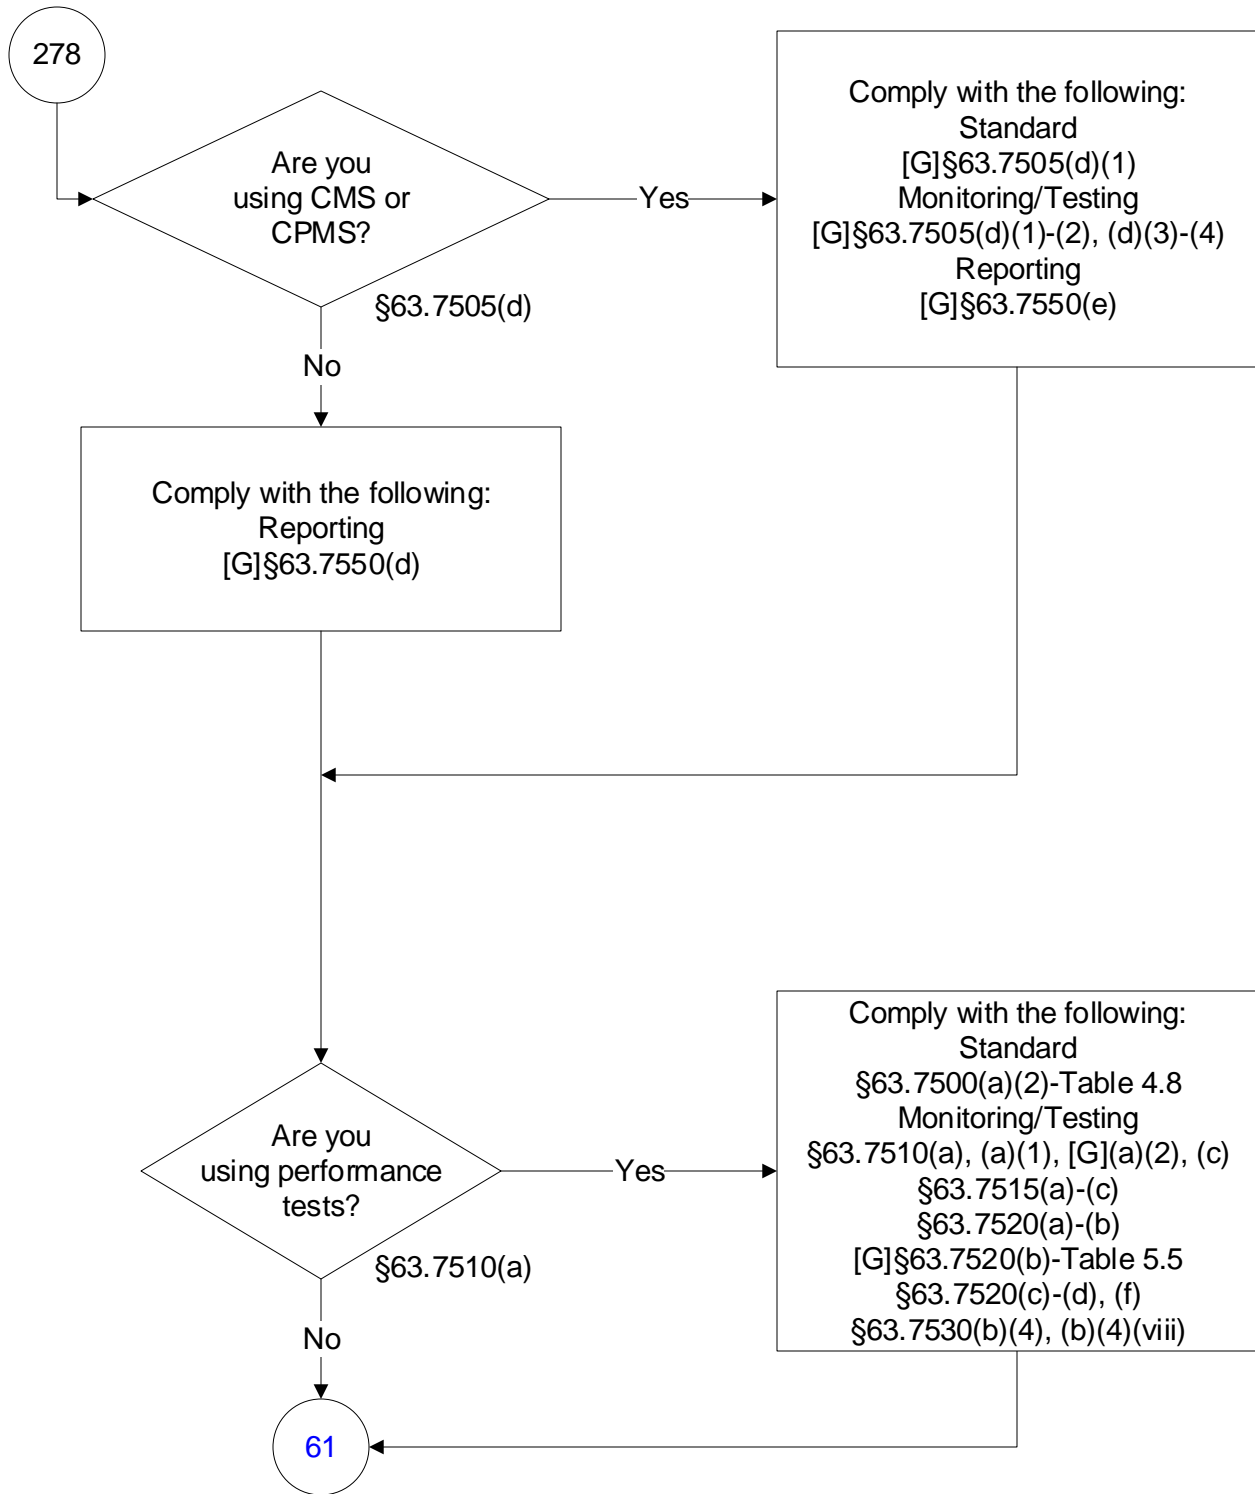 278
Are you
using CMS or
CPMS?
§63.7505(d)
Yes
Comply with the following:
Standard
[G]§63.7505(d)(1)
Monitoring/Testing
[G]§63.7505(d)(1)-(2), (d)(3)-(4)
Reporting
[G]§63.7550(e)
No
Comply with the following:
Reporting
[G]§63.7550(d)
Are you
using performance
tests?
§63.7510(a)
Yes
Comply with the following:
Standard
§63.7500(a)(2)-Table 4.8
Monitoring/Testing
§63.7510(a), (a)(1), [G](a)(2), (c)
§63.7515(a)-(c)
§63.7520(a)-(b)
[G]§63.7520(b)-Table 5.5
§63.7520(c)-(d), (f)
§63.7530(b)(4), (b)(4)(viii)
No
61